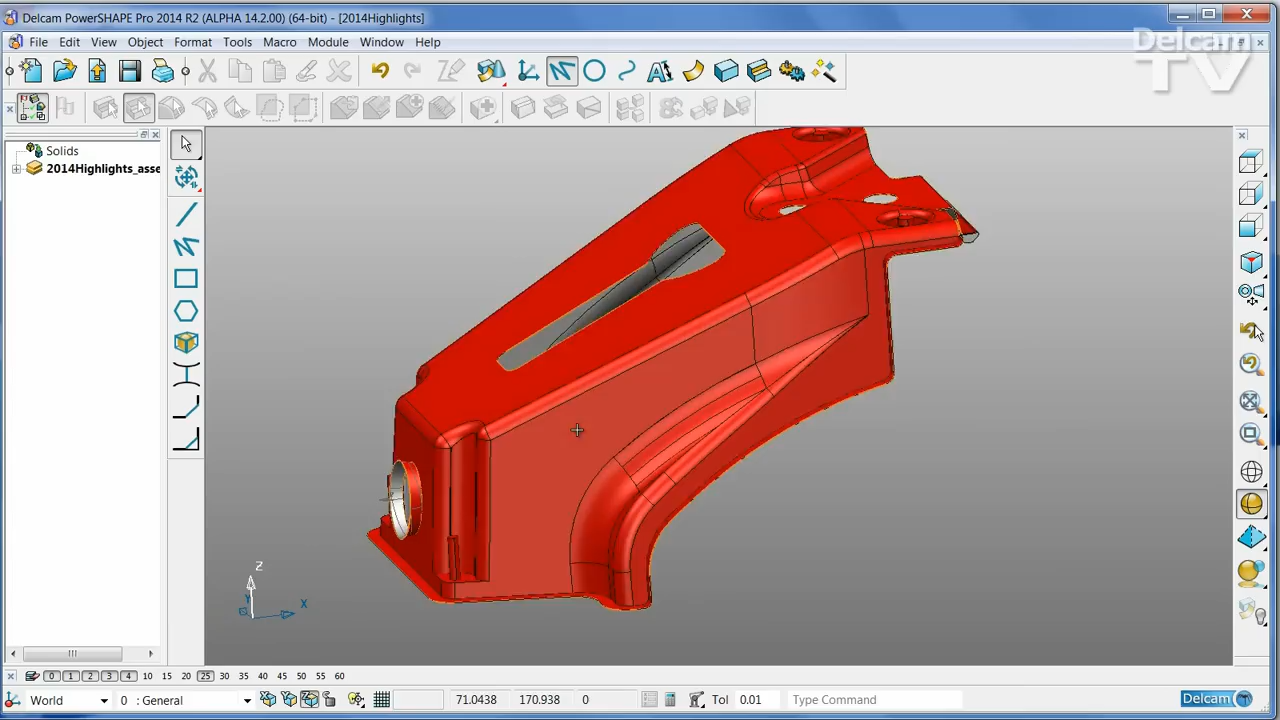 Delcam PowerSHAPE Pro 2014 R2 (ALPHA 14.2.00) (64-bit) - [2014Highlights]
File Edit View Object Format Tools Macro Module Window Help
Delcam
TV
Solids
2014Highlights_asse
Z
Y
X
0 1 2 3 4 10 15 20 25 30 35 40 45 50 55 60
World 0 : General 71.0438 170.938 0 Tol 0.01 Type Command Delcam